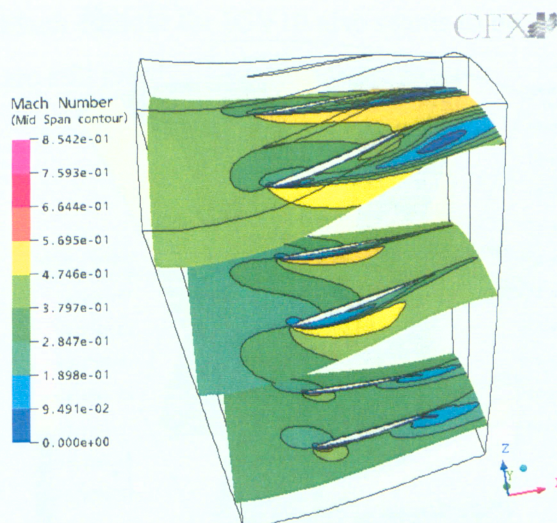 CFX
Mach Number
(Mid Span contour)
8.542e-01
7.593e-01
6.644e-01
5.695e-01
4.746e-01
3.797e-01
2.847e-01
1.898e-01
9.491e-02
0.000e+00
Z
Y